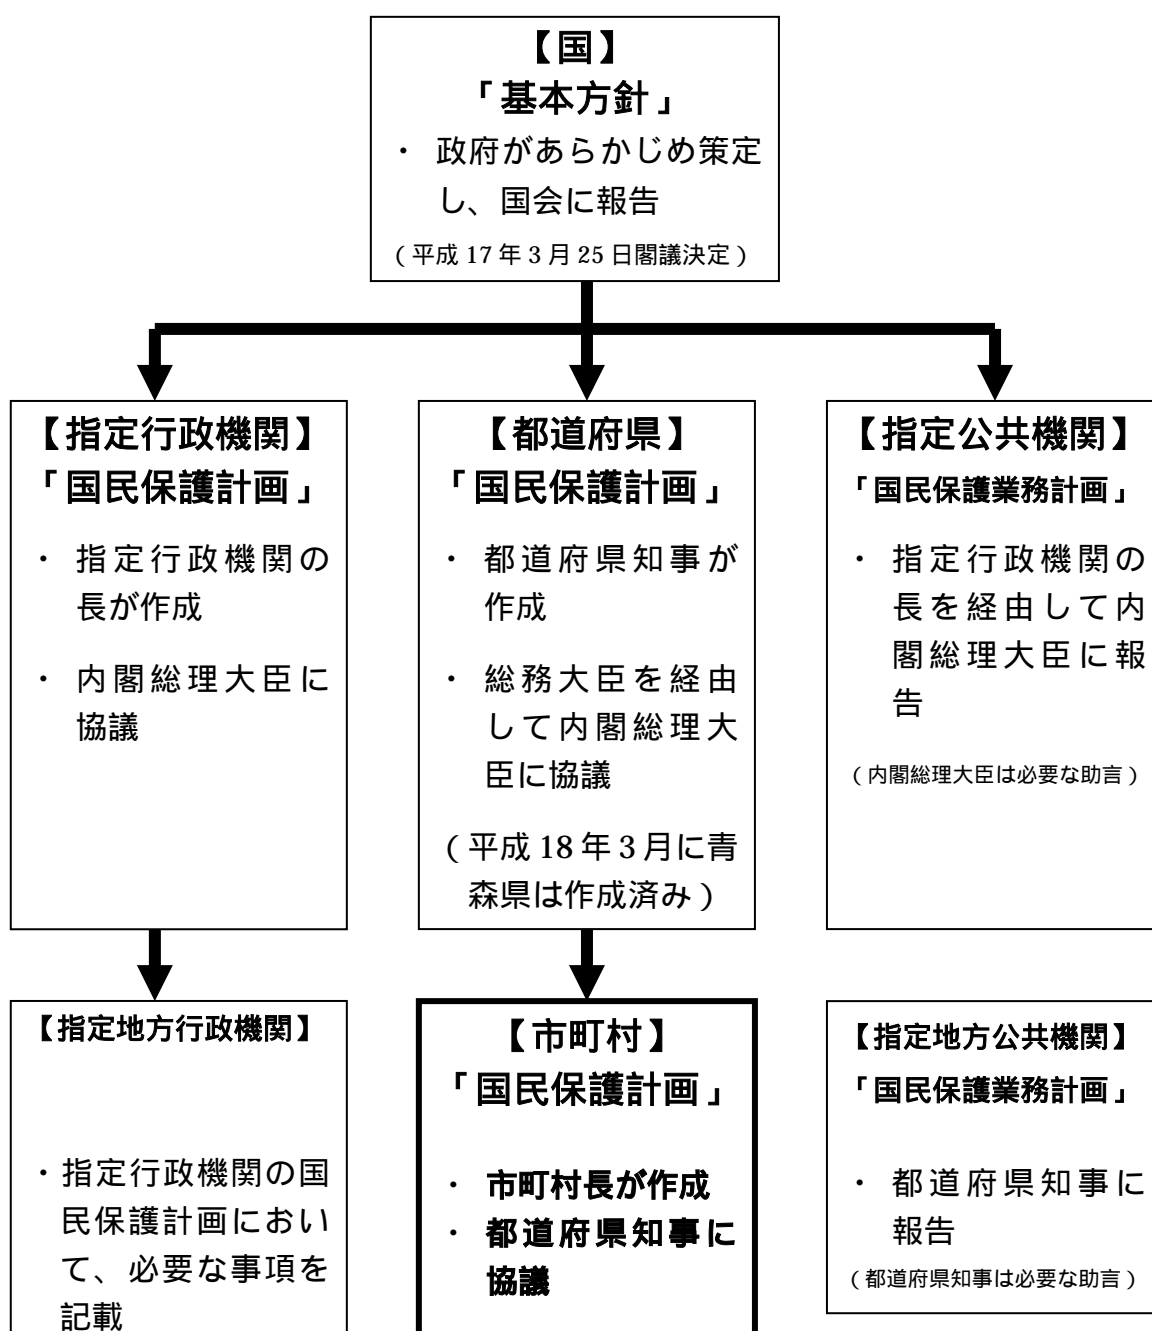 【国】
「基本方針」
・ 政府があらかじめ策定
し、国会に報告
（平成 17 年 3 月 25 日閣議決定）
【指定行政機関】
「国民保護計画」
・ 指定行政機関の
長が作成
・ 内閣総理大臣に
協議
【都道府県】
「国民保護計画」
・ 都道府県知事が
作成
・ 総務大臣を経由
して内閣総理大
臣に協議
（平成 18 年 3 月に青
森県は作成済み）
【指定公共機関】
「国民保護業務計画」
・ 指定行政機関の
長を経由して内
閣総理大臣に報
告
（内閣総理大臣は必要な助言）
【指定地方行政機関】
・指定行政機関の国
民保護計画におい
て、必要な事項を
記載
【市町村】
「国民保護計画」
・ 市町村長が作成
・ 都道府県知事に
協議
【指定地方公共機関】
「国民保護業務計画」
・ 都道府県知事に
報告
（都道府県知事は必要な助言）